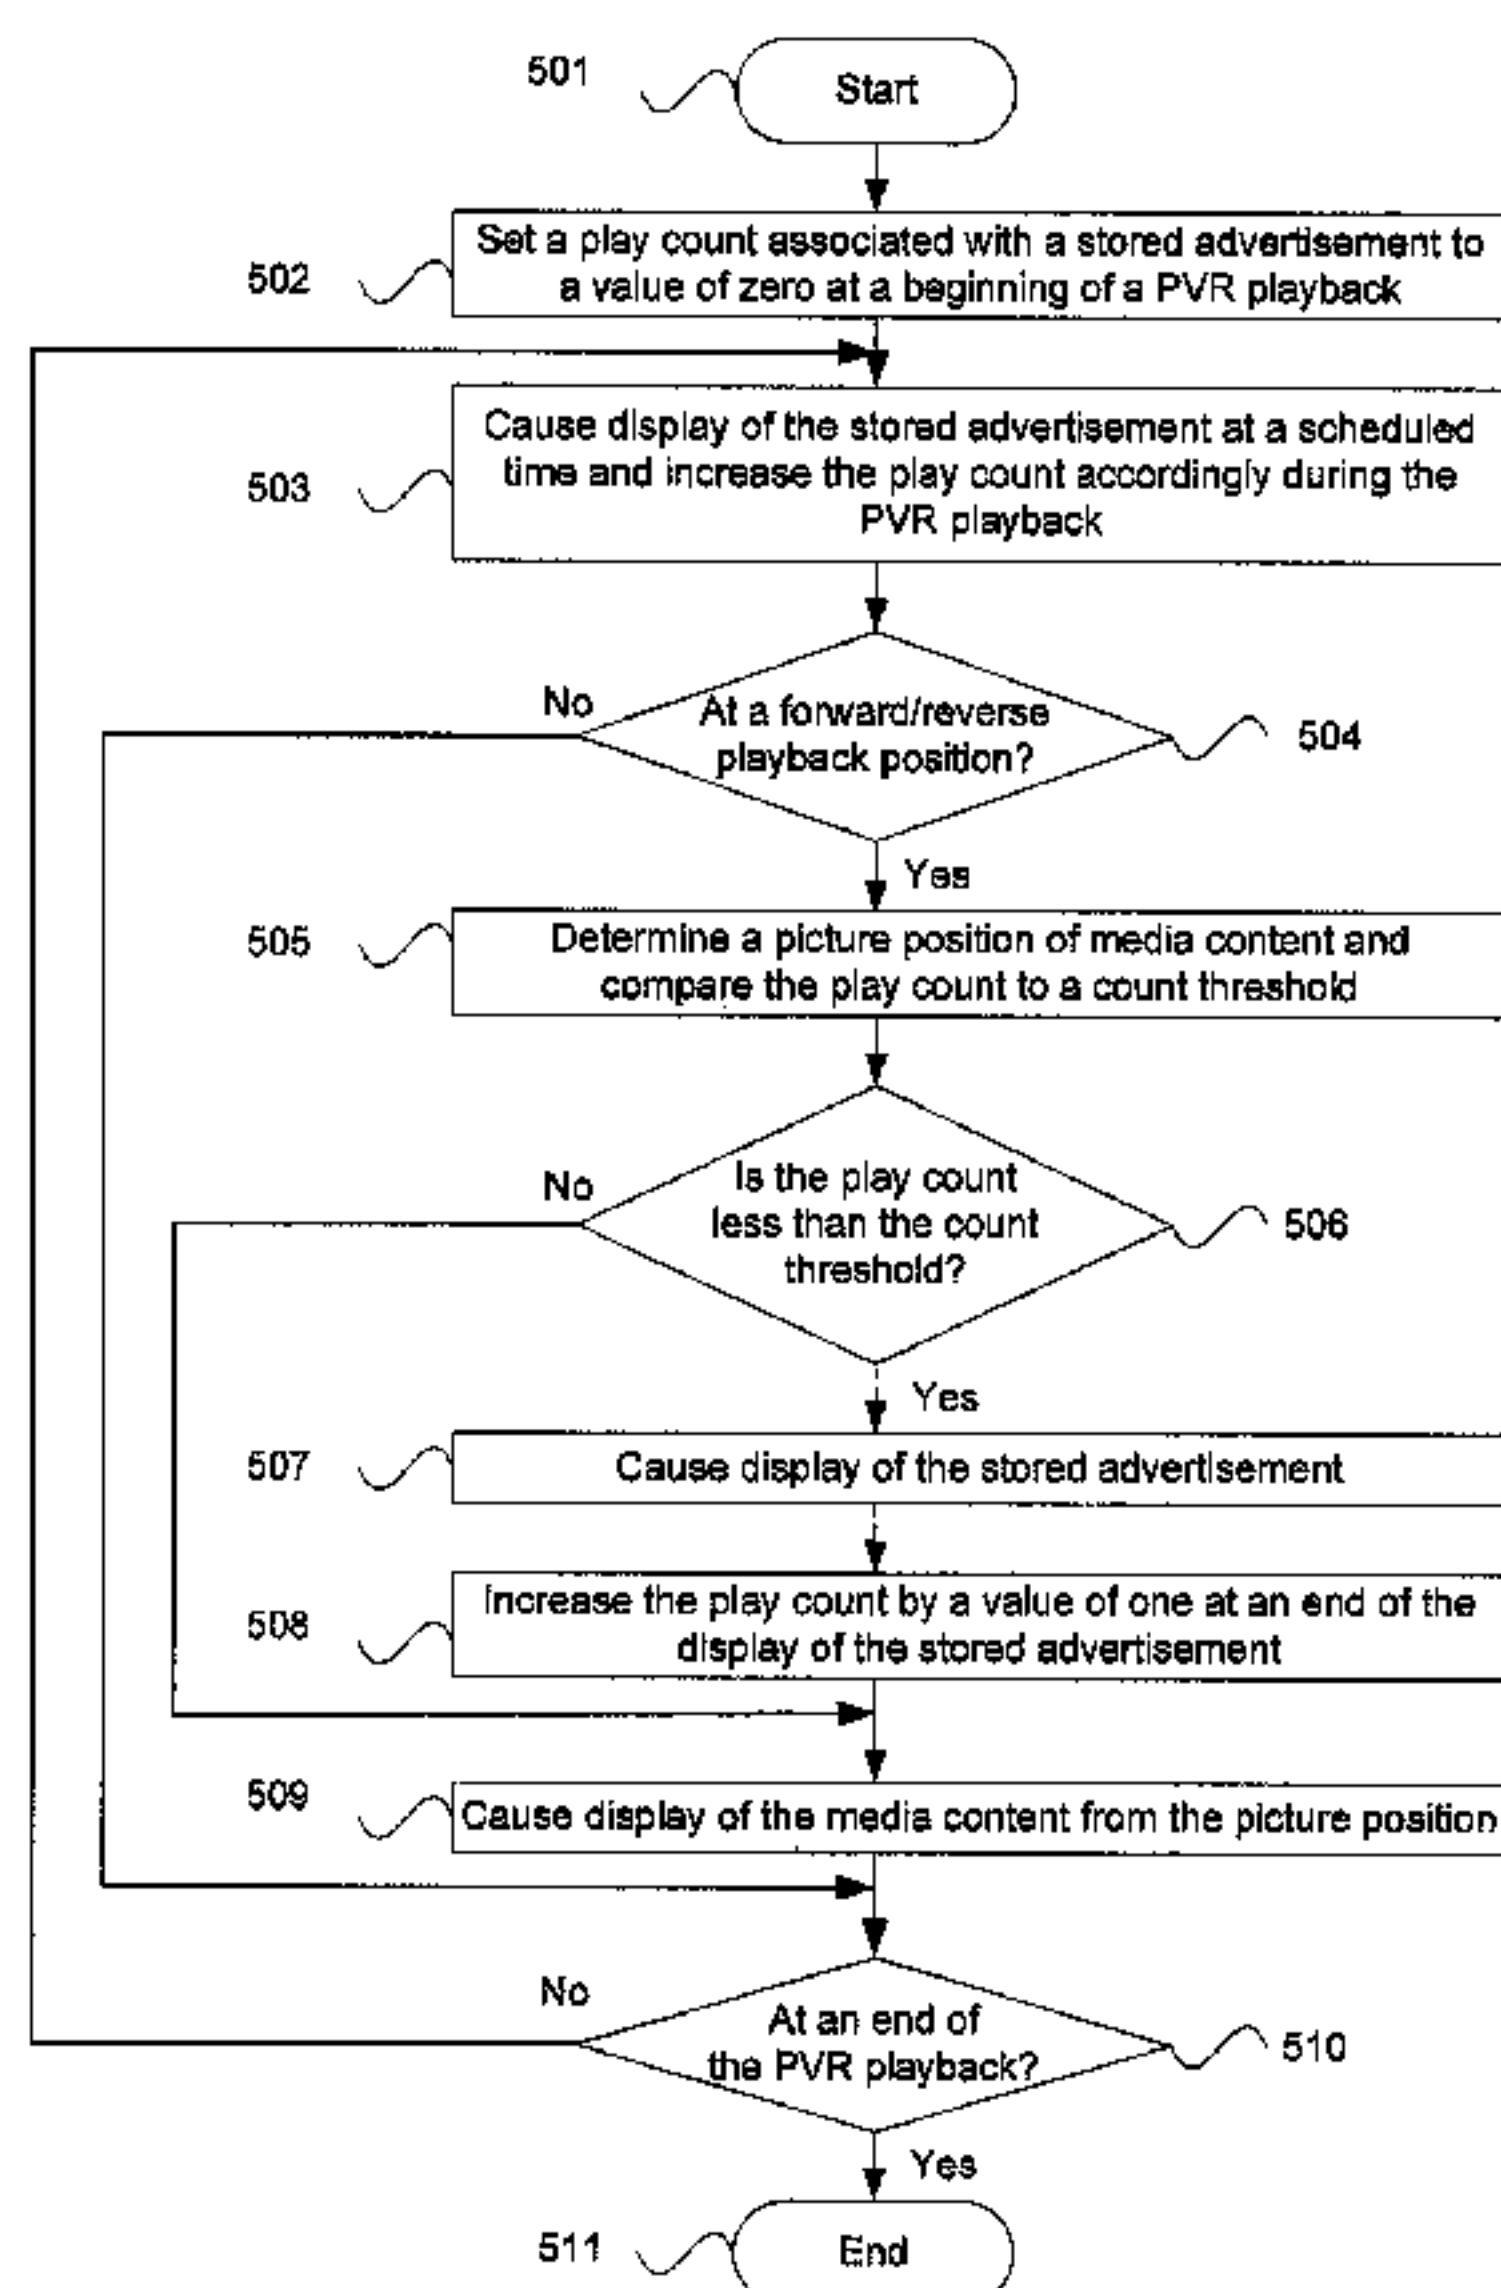 501
Start
502
Set a play count associated with a stored advertisement to
a value of zero at a beginning of a PVR playback
503
Cause display of the stored advertisement at a scheduled
time and increase the play count accordingly during the
PVR playback
No
At a forward/reverse
playback position?
504
Yes
505
Determine a picture position of media content and
compare the play count to a count threshold
No
Is the play count
less than the count
threshold?
506
Yes
507
Cause display of the stored advertisement
508
Increase the play count by a value of one at an end of the
display of the stored advertisement
509
Cause display of the media content from the picture position
No
At an end of
the PVR playback?
510
Yes
511
End